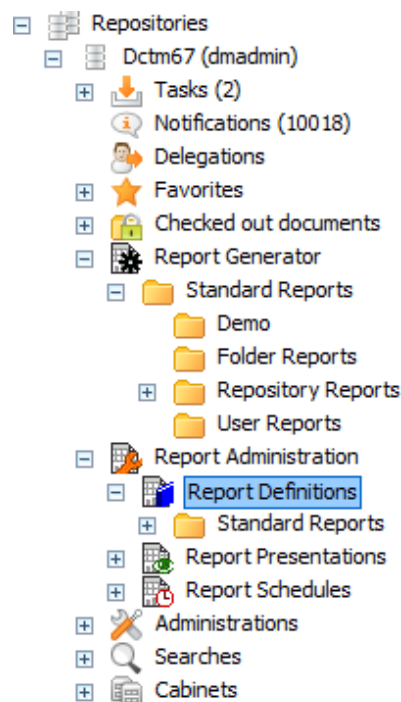 Repositories
Dctm67 (dmadmin)
Tasks (2)
Notifications (10018)
Delegations
Favorites
Checked out documents
Report Generator
Standard Reports
Demo
Folder Reports
Repository Reports
User Reports
Report Administration
Report Definitions
Standard Reports
Report Presentations
Report Schedules
Administrations
Searches
Cabinets